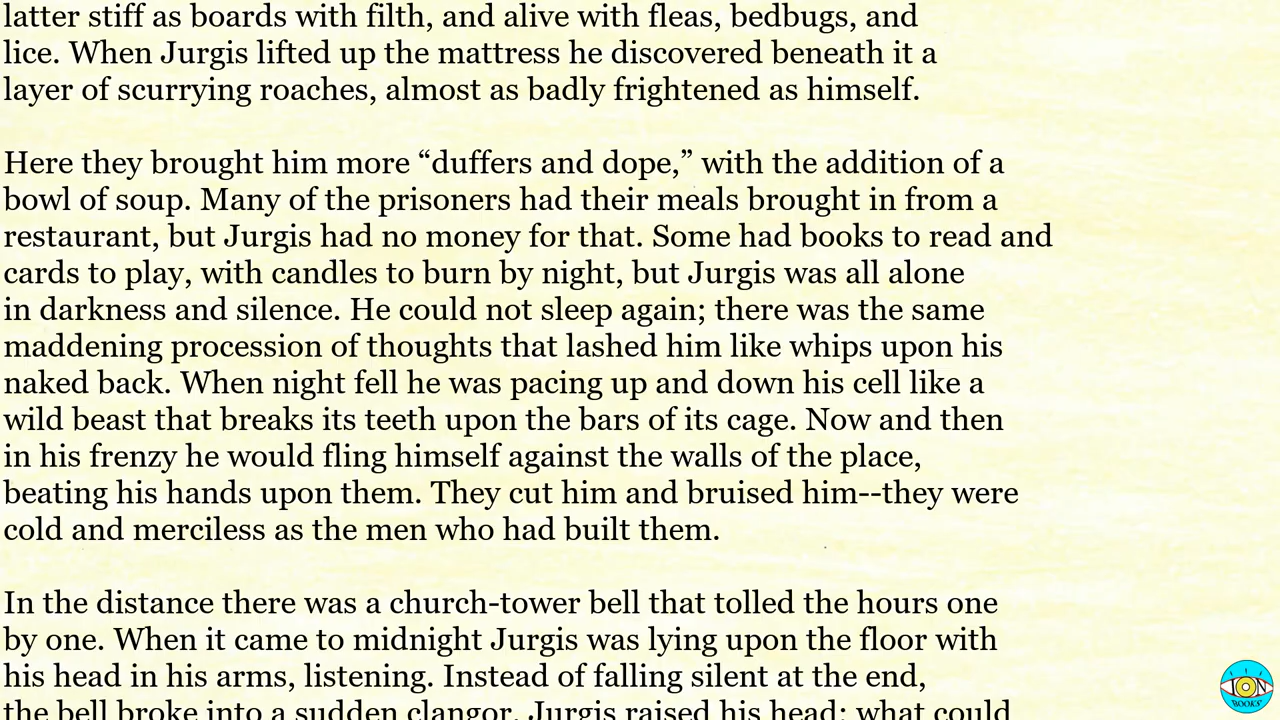 latter stiff as boards with filth, and alive with fleas, bedbugs, and
lice. When Jurgis lifted up the mattress he discovered beneath it a
layer of scurrying roaches, almost as badly frightened as himself.
Here they brought him more “duffers and dope,” with the addition of a
bowl of soup. Many of the prisoners had their meals brought in from a
restaurant, but Jurgis had no money for that. Some had books to read and
cards to play, with candles to burn by night, but Jurgis was all alone
in darkness and silence. He could not sleep again; there was the same
maddening procession of thoughts that lashed him like whips upon his
naked back. When night fell he was pacing up and down his cell like a
wild beast that breaks its teeth upon the bars of its cage. Now and then
in his frenzy he would fling himself against the walls of the place,
beating his hands upon them. They cut him and bruised him--they were
cold and merciless as the men who had built them.
In the distance there was a church-tower bell that tolled the hours one
by one. When it came to midnight Jurgis was lying upon the floor with
his head in his arms, listening. Instead of falling silent at the end,
the bell broke into a sudden clangor. Jurgis raised his head; what could
ION
BOOKS